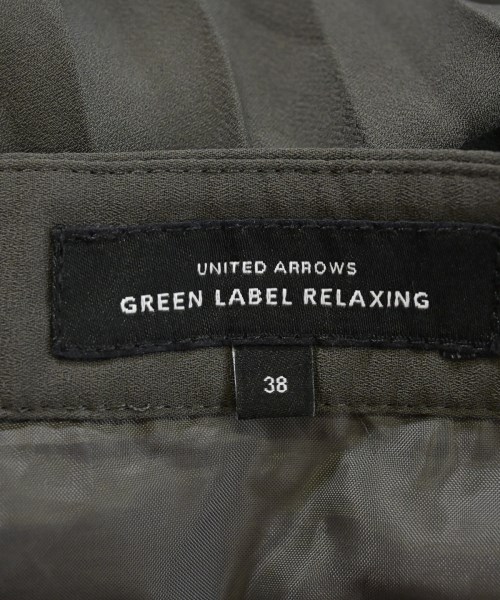 UNITED ARROWS
GREEN LABEL RELAXING
38